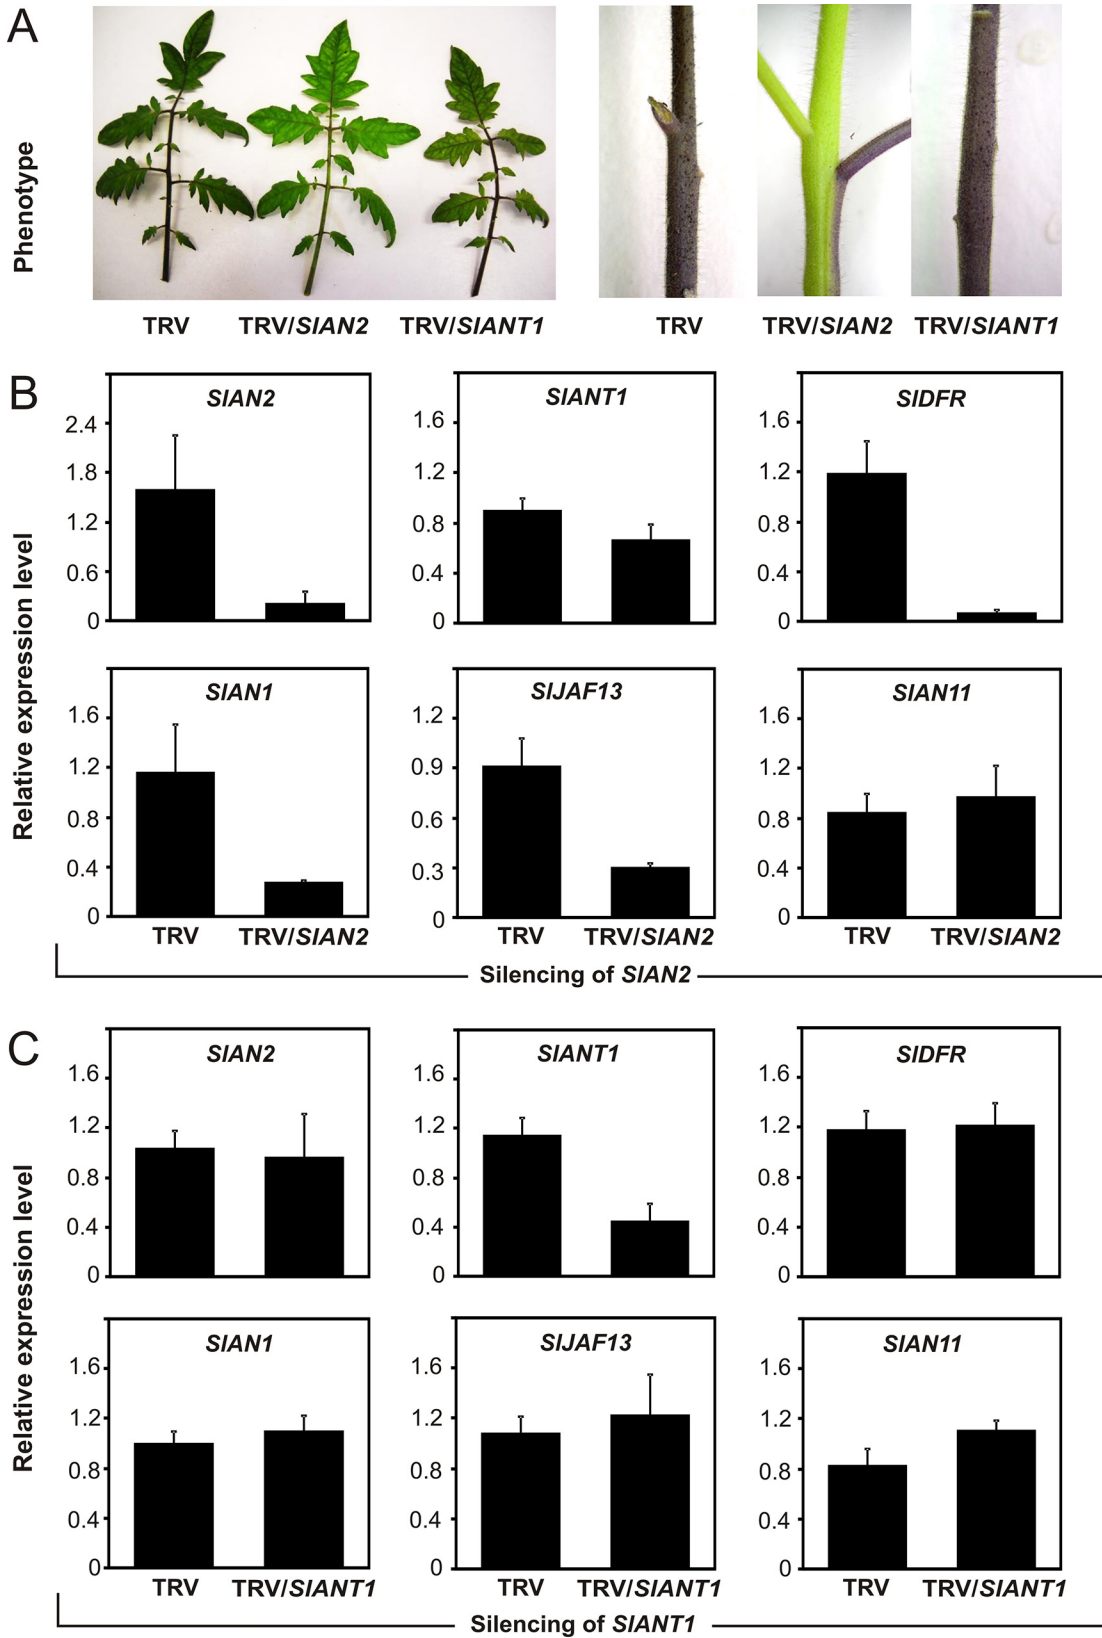 A
Phenotype
TRV TRV/SlAN2 TRV/SlANT1 TRV TRV/SlAN2 TRV/SlANT1
B
Relative expression level
SlAN2 SlANT1 SlDFR
2.4 1.6 1.6
1.8 1.2 1.2
1.2 0.8 0.8
0.6 0.4 0.4
0 0 0
SlAN1 SlJAF13 SlAN11
1.6 1.2 1.6
1.2 0.9 1.2
0.8 0.6 0.8
0.4 0.3 0.4
0 0 0
TRV TRV/SlAN2 TRV TRV/SlAN2 TRV TRV/SlAN2
Silencing of SlAN2
C
Relative expression level
SlAN2 SlANT1 SlDFR
1.6 1.6 1.6
1.2 1.2 1.2
0.8 0.8 0.8
0.4 0.4 0.4
0 0 0
SlAN1 SlJAF13 SlAN11
1.6 1.6 1.6
1.2 1.2 1.2
0.8 0.8 0.8
0.4 0.4 0.4
0 0 0
TRV TRV/SlANT1 TRV TRV/SlANT1 TRV TRV/SlANT1
Silencing of SlANT1